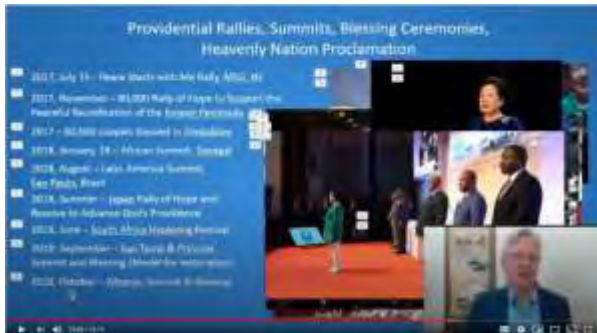 Providential Rallies, Summits, Blessing Ceremonies,
Heavenly Nation Proclamation
2017, July 15 - Peace Starts with Me Rally, MSG, NY
2017, November – 80,000 Rally of Hope to Support the
Peaceful Reunification of the Korean Peninsula
2017 – 60,000 couples blessed in Zimbabwe
2018, January, 18 – African Summit, Senegal
2018, August – Latin America Summit,
Sao Paulo, Brazil
2018, Summer – Japan Rally of Hope and
Resolve to Advance God's Providence
2019, June – South Africa Blessing Festival
2019, September – Sao Tome & Principe
Summit and Blessing (Model for
October – Summit & Blessing